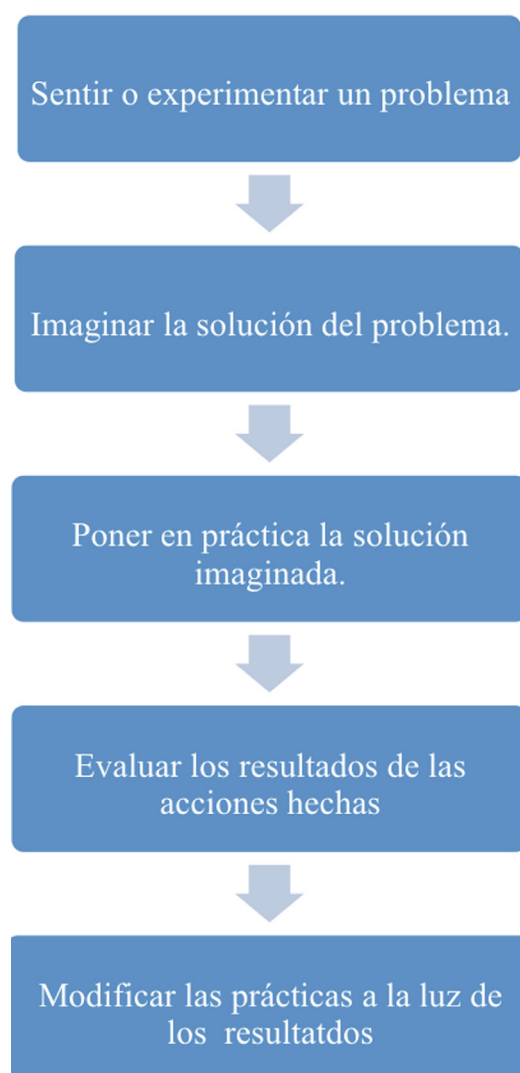 Sentir o experimentar un problema
Imaginar la solución del problema.
Poner en práctica la solución
imaginada.
Evaluar los resultados de las
acciones hechas
Modificar las prácticas a la luz de
los resultatdos